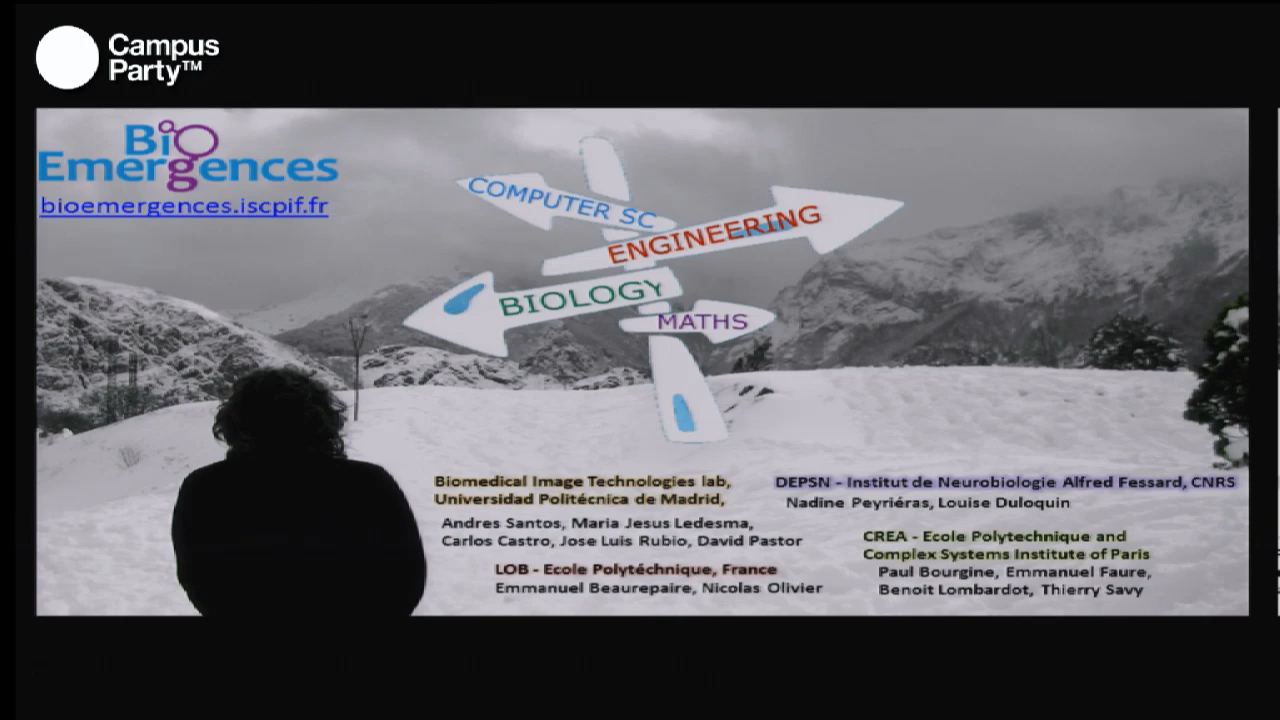 Campus
Party™
BiO
Emergences
bioemergences.iscpif.fr
COMPUTER SC
ENGINEERING
BIOLOGY
MATHS
Biomedical Image Technologies lab,
Universidad Politécnica de Madrid,
Andres Santos, Maria Jesus Ledesma,
Carlos Castro, Jose Luis Rubio, David Pastor
LOB - Ecole Polytéchnique, France
Emmanuel Beaurepaire, Nicolas Olivier
DEPSN - Institut de Neurobiologie Alfred Fessard, CNRS
Nadine Peyriéras, Louise Duloquin
CREA - Ecole Polytechnique and
Complex Systems Institute of Paris
Paul Bourgine, Emmanuel Faure,
Benoit Lombardot, Thierry Savy